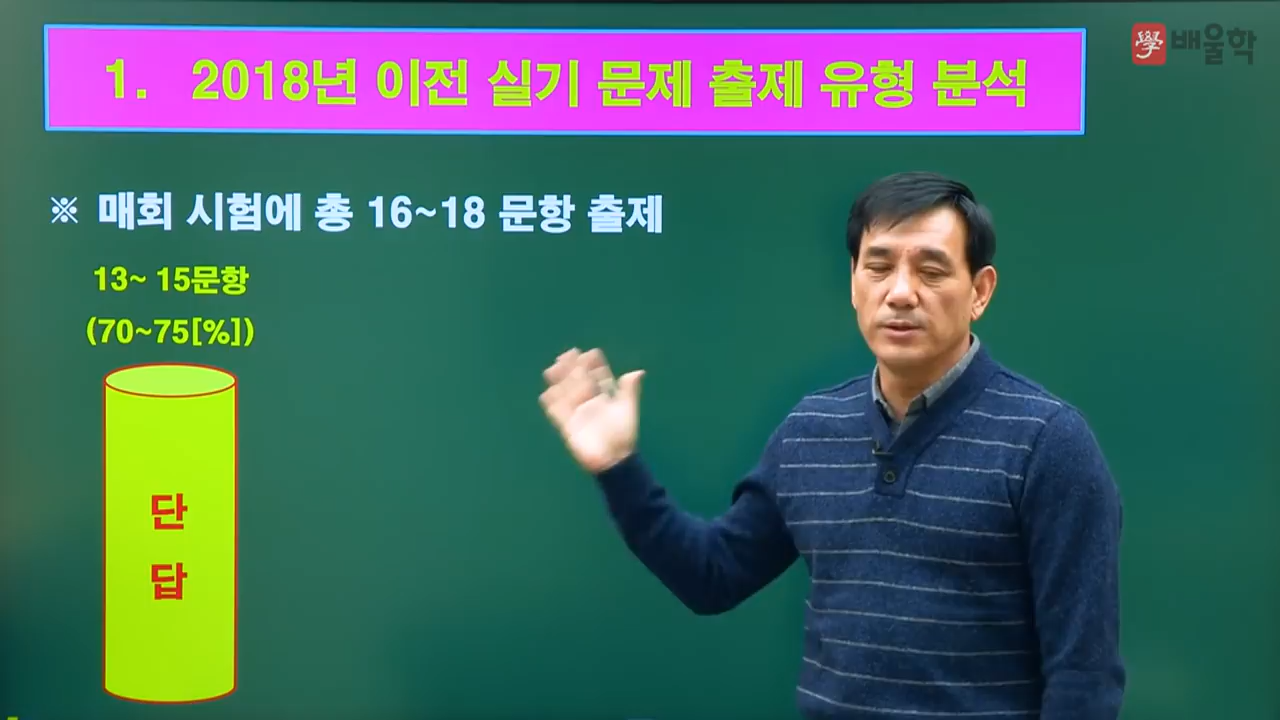 學 배울학
1. 2018년 이전 실기 문제 출제 유형 분석
※ 매회 시험에 총 16~18 문항 출제
13~ 15문항
(70~75[%])
단
답